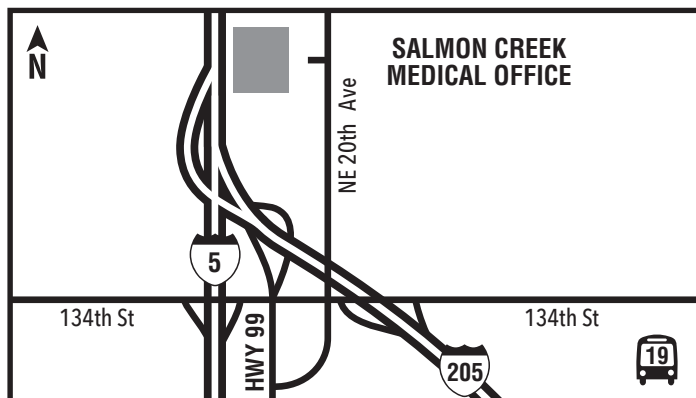 N
SALMON CREEK
MEDICAL OFFICE
NE 20th Ave
5
134th St
HWY 99
134th St
205
19